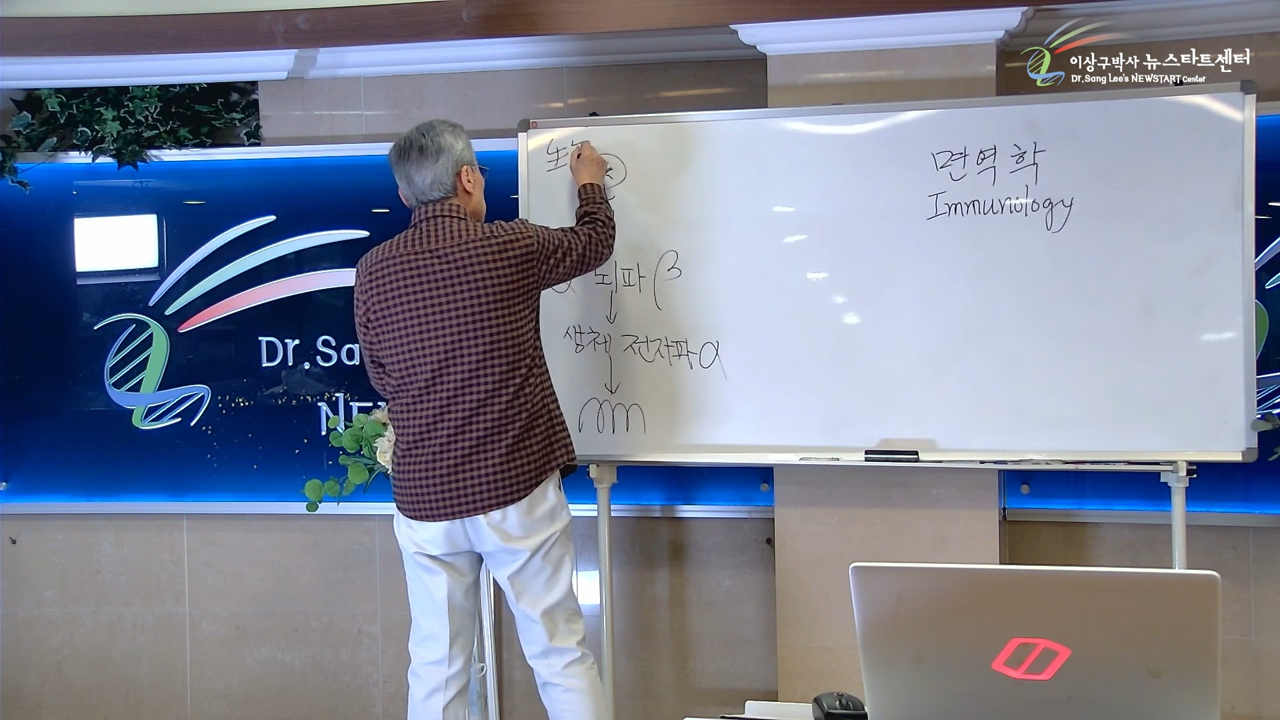 이상구박사 뉴스타트센터
Dr.Sang Lee's NEWSTART Center
면역학
Immunology
뇌파 β
생체 전자파 α
Dr.Sa